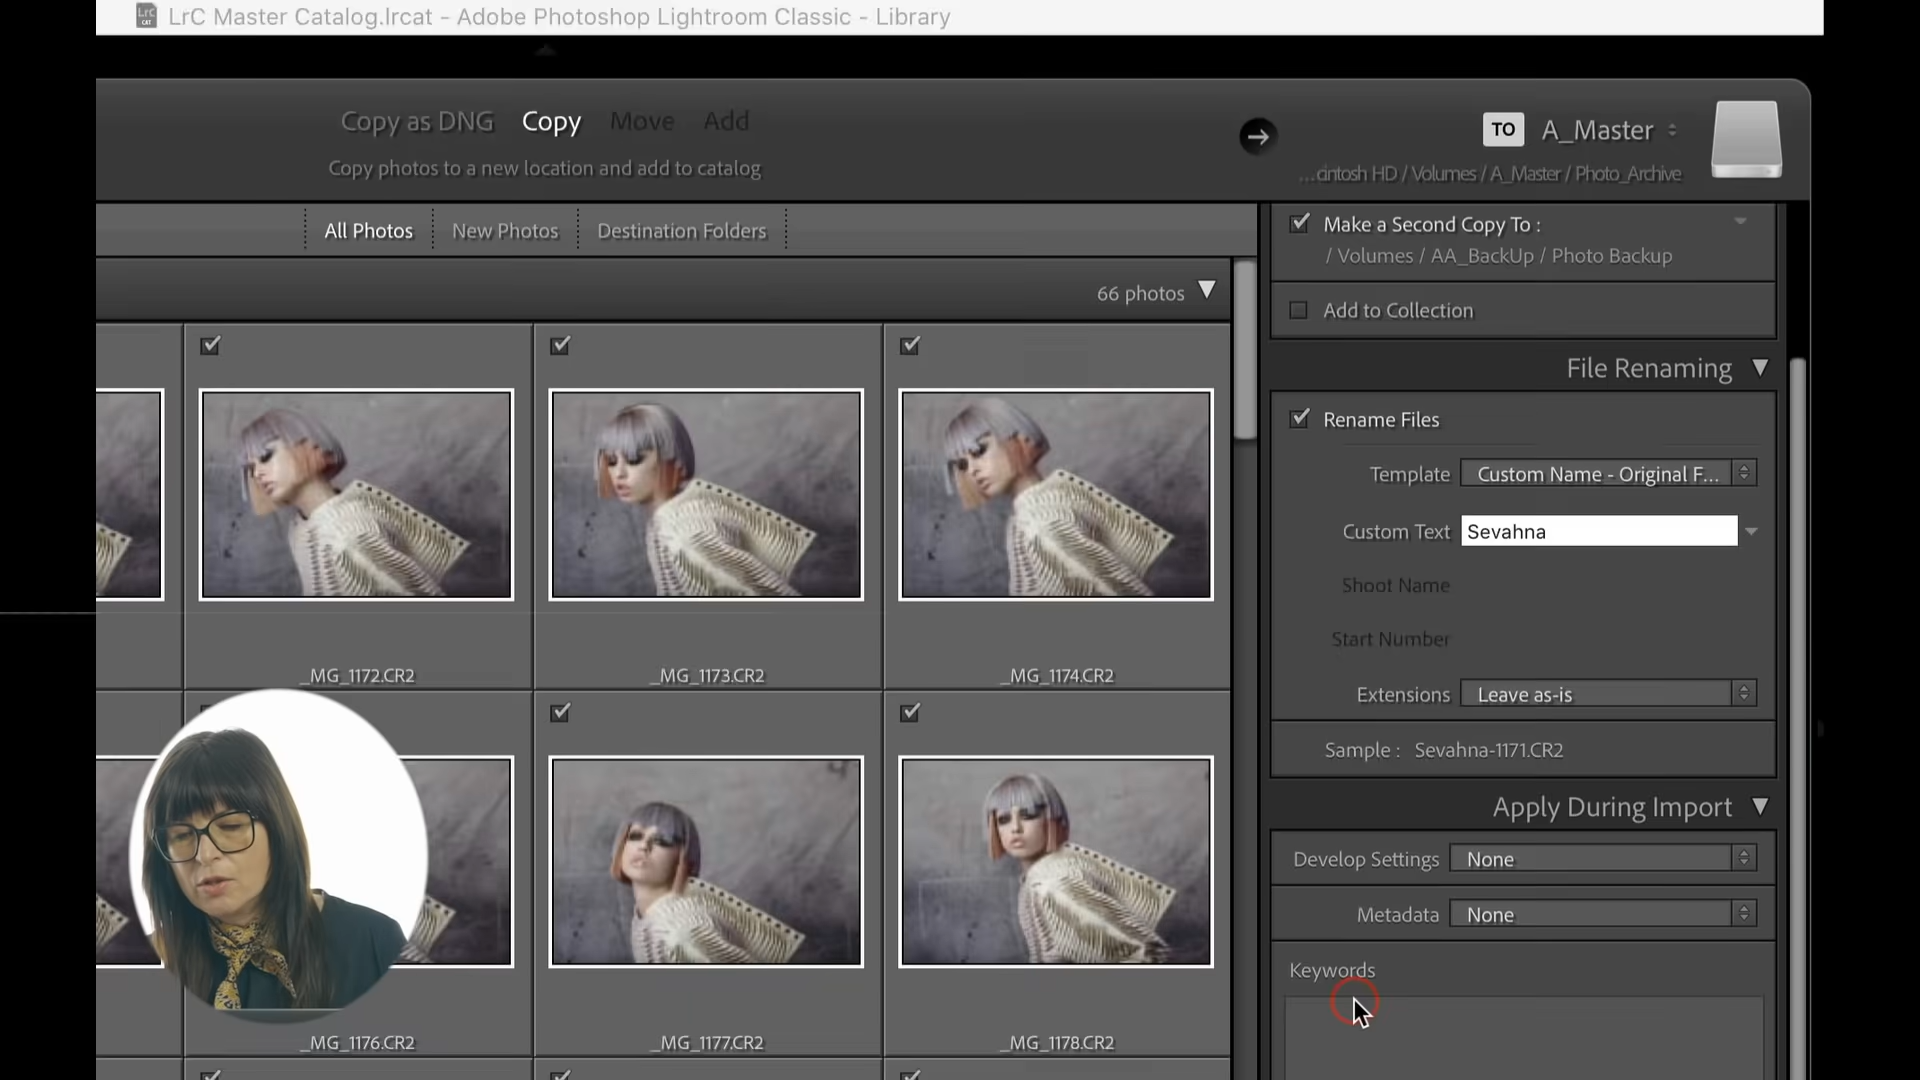 LrC Master Catalog.lrcat - Adobe Photoshop Lightroom Classic - Library
Copy as DNG Copy Move Add
Copy photos to a new location and add to catalog
TO A_Master
...cintosh HD / Volumes / A_Master / Photo_Archive
All Photos New Photos Destination Folders
66 photos
_MG_1172.CR2
_MG_1173.CR2
_MG_1174.CR2
_MG_1176.CR2
_MG_1177.CR2
_MG_1178.CR2
Make a Second Copy To :
/ Volumes / AA_BackUp / Photo Backup
Add to Collection
File Renaming
Rename Files
Template Custom Name - Original F...
Custom Text Sevahna
Shoot Name
Start Number
Extensions Leave as-is
Sample : Sevahna-1171.CR2
Apply During Import
Develop Settings None
Metadata None
Keywords